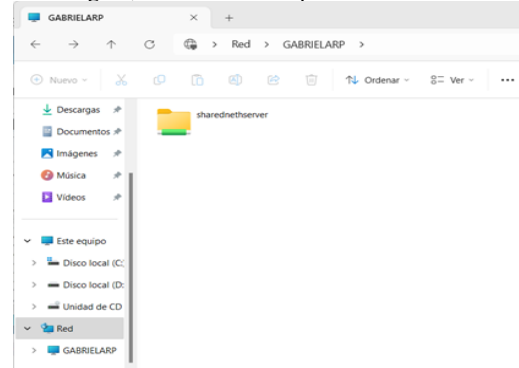 GABRIELARP
Red > GABRIELARP >
Nuevo
Ordenar
Ver
Descargas
Documentos
Imágenes
Música
Vídeos
sharednethserver
Este equipo
Disco local (C:
Disco local (D:
Unidad de CD
Red
GABRIELARP